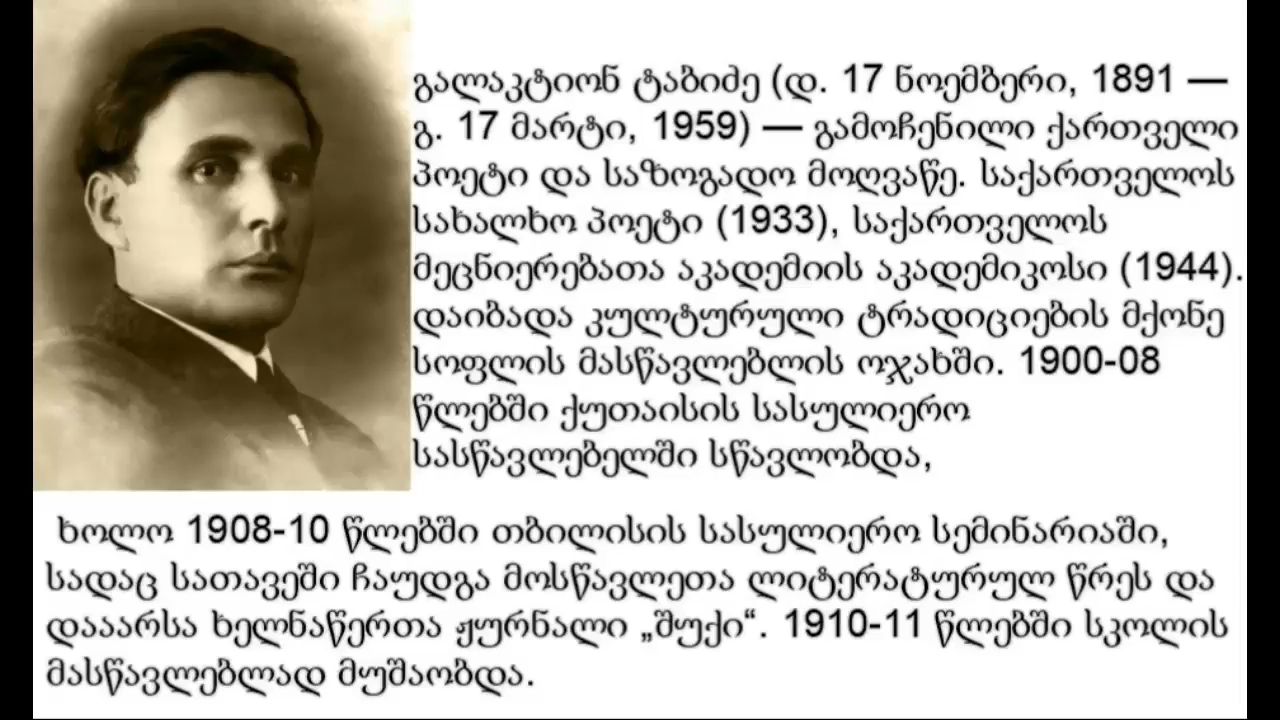 გალაკტიონ ტაბიძე (დ. 17 ნოემბერი, 1891 —
გ. 17 მარტი, 1959) — გამოჩენილი ქართველი
პოეტი და საზოგადო მოღვაწე. საქართველოს
სახალხო პოეტი (1933), საქართველოს
მეცნიერებათა აკადემიის აკადემიკოსი (1944).
დაიბადა კულტურული ტრადიციების მქონე
სოფლის მასწავლებლის ოჯახში. 1900-08
წლებში ქუთაისის სასულიერო
სასწავლებელში სწავლობდა,
ხოლო 1908-10 წლებში თბილისის სასულიერო სემინარიაში,
სადაც სათავეში ჩაუდგა მოსწავლეთა ლიტერატურულ წრეს და
დააარსა ხელნაწერთა ჟურნალი „შუქი“. 1910-11 წლებში სკოლის
მასწავლებლად მუშაობდა.